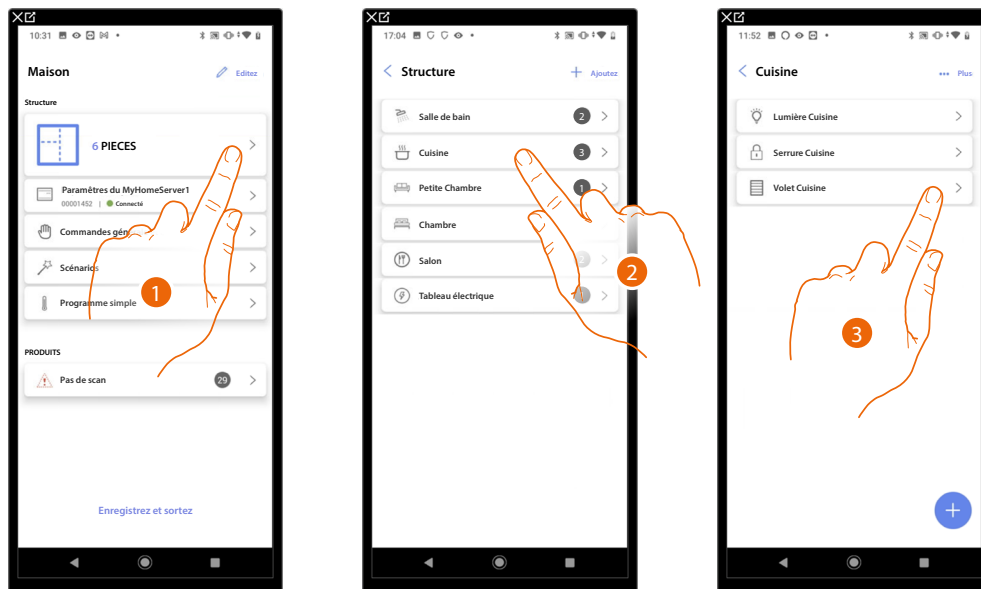 10:31
Maison
Editez
Structure
6 PIECES
Paramètres du MyHomeServer1
00001452 | Connecté
Commandes gén
Scénarios
1
Programme simple
PRODUITS
Pas de scan 29
Enregistrez et sortez
17:04
Structure
Ajoutez
Salle de bain 2
Cuisine 3
Petite Chambre 1
Chambre
Salon 2
2
Tableau électrique
11:52
Cuisine
Plus
Lumière Cuisine
Serrure Cuisine
Volet Cuisine
3